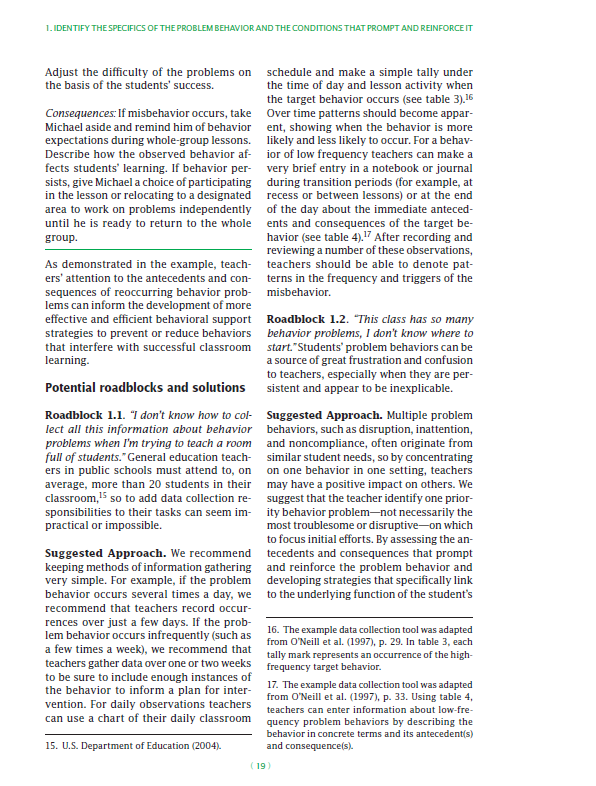 1. IDENTIFY THE SPECIFICS OF THE PROBLEM BEHAVIOR AND THE CONDITIONS THAT PROMPT AND REINFORCE IT
Adjust the difficulty of the problems on
the basis of the students' success.
Consequences: If misbehavior occurs, take
Michael aside and remind him of behavior
expectations during whole-group lessons.
Describe how the observed behavior af-
fects students' learning. If behavior per-
sists, give Michael a choice of participating
in the lesson or relocating to a designated
area to work on problems independently
until he is ready to return to the whole
group.
As demonstrated in the example, teach-
ers' attention to the antecedents and con-
sequences of reoccurring behavior prob-
lems can inform the development of more
effective and efficient behavioral support
strategies to prevent or reduce behaviors
that interfere with successful classroom
learning.
Potential roadblocks and solutions
Roadblock 1.1. "I don't know how to col-
lect all this information about behavior
problems when I'm trying to teach a room
full of students." General education teach-
ers in public schools must attend to, on
average, more than 20 students in their
classroom,15 so to add data collection re-
sponsibilities to their tasks can seem im-
practical or impossible.
Suggested Approach. We recommend
keeping methods of information gathering
very simple. For example, if the problem
behavior occurs several times a day, we
recommend that teachers record occur-
rences over just a few days. If the prob-
lem behavior occurs infrequently (such as
a few times a week), we recommend that
teachers gather data over one or two weeks
to be sure to include enough instances of
the behavior to inform a plan for inter-
vention. For daily observations teachers
can use a chart of their daily classroom
15. U.S. Department of Education (2004).
schedule and make a simple tally under
the time of day and lesson activity when
the target behavior occurs (see table 3).16
Over time patterns should become appar-
ent, showing when the behavior is more
likely and less likely to occur. For a behav-
ior of low frequency teachers can make a
very brief entry in a notebook or journal
during transition periods (for example, at
recess or between lessons) or at the end
of the day about the immediate anteced-
ents and consequences of the target be-
havior (see table 4).17 After recording and
reviewing a number of these observations,
teachers should be able to denote pat-
terns in the frequency and triggers of the
misbehavior.
Roadblock 1.2. "This class has so many
behavior problems, I don't know where to
start." Students' problem behaviors can be
a source of great frustration and confusion
to teachers, especially when they are per-
sistent and appear to be inexplicable.
Suggested Approach. Multiple problem
behaviors, such as disruption, inattention,
and noncompliance, often originate from
similar student needs, so by concentrating
on one behavior in one setting, teachers
may have a positive impact on others. We
suggest that the teacher identify one prior-
ity behavior problem—not necessarily the
most troublesome or disruptive—on which
to focus initial efforts. By assessing the an-
tecedents and consequences that prompt
and reinforce the problem behavior and
developing strategies that specifically link
to the underlying function of the student's
16. The example data collection tool was adapted
from O'Neill et al. (1997), p. 29. In table 3, each
tally mark represents an occurrence of the high-
frequency target behavior.
17. The example data collection tool was adapted
from O'Neill et al. (1997), p. 33. Using table 4,
teachers can enter information about low-fre-
quency problem behaviors by describing the
behavior in concrete terms and its antecedent(s)
and consequence(s).
( 19 )